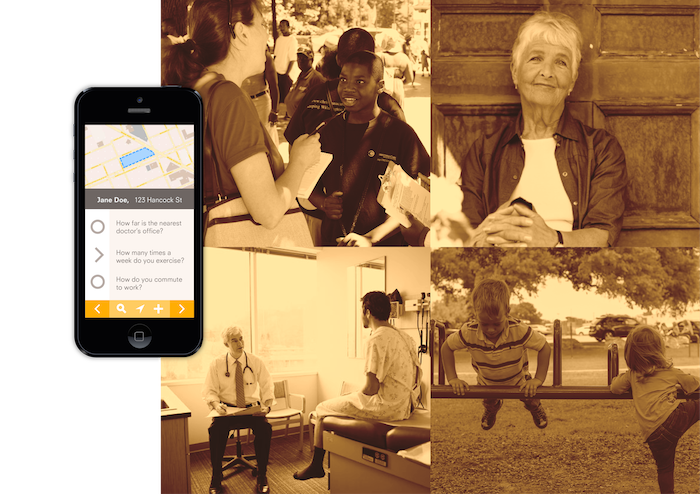 Jane Doe, 123 Hancock St
How far is the nearest
doctor's office?
How many times a
week do you exercise?
How do you commute
to work?